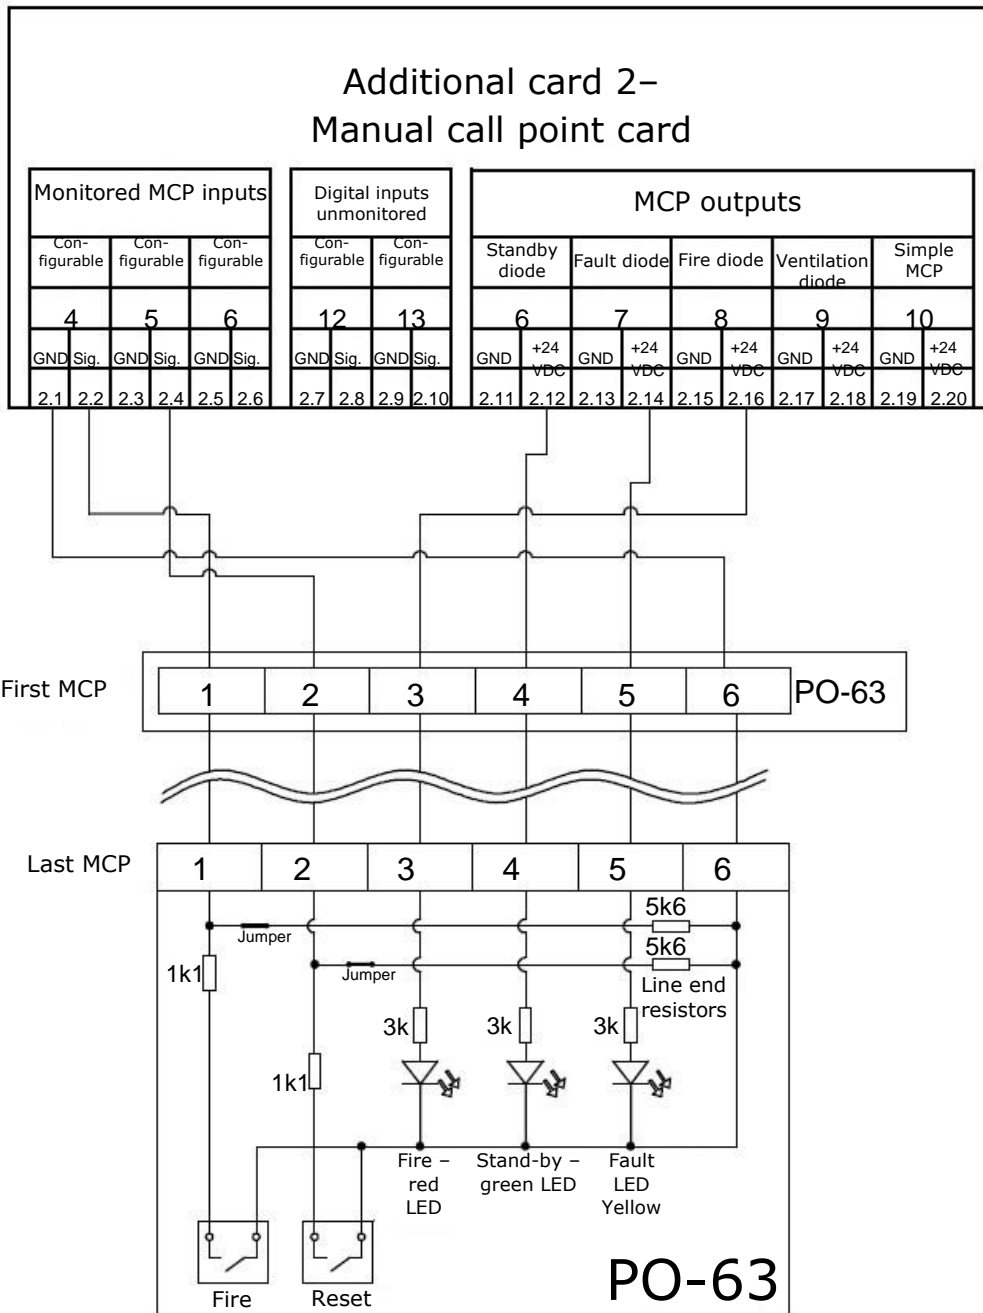 Additional card 2–
Manual call point card
Monitored MCP inputs
Digital inputs
unmonitored
MCP outputs
Con-
figurable
Con-
figurable
Con-
figurable
Con-
figurable
Con-
figurable
Standby
diode
Fault diode
Fire diode
Ventilation
diode
Simple
MCP
4 5 6 12 13 6 7 8 9 10
GND Sig. GND Sig. GND Sig. GND Sig. GND Sig. GND +24 VDC GND +24 VDC GND +24 VDC GND +24 VDC GND +24 VDC
2.1 2.2 2.3 2.4 2.5 2.6 2.7 2.8 2.9 2.10 2.11 2.12 2.13 2.14 2.15 2.16 2.17 2.18 2.19 2.20
First MCP 1 2 3 4 5 6 PO-63
Last MCP 1 2 3 4 5 6
5k6
Jumper
5k6
1k1
Jumper
Line end
resistors
3k 3k 3k
1k1
Fire –
red
LED
Stand-by –
green LED
Fault
LED
Yellow
PO-63
Fire Reset